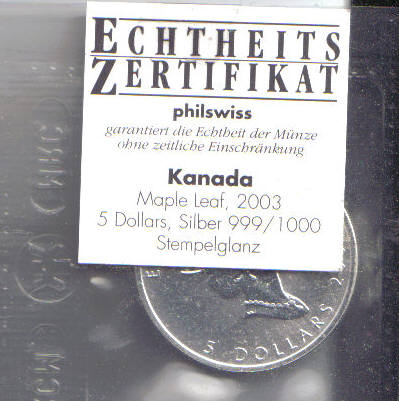 ECHTHEITS
ZERTIFIKAT
philswiss
garantiert die Echtheit der Münze
ohne zeitliche Einschränkung
Kanada
Maple Leaf, 2003
5 Dollars, Silber 999/1000
Stempelglanz
E 5 DOLLARS 2